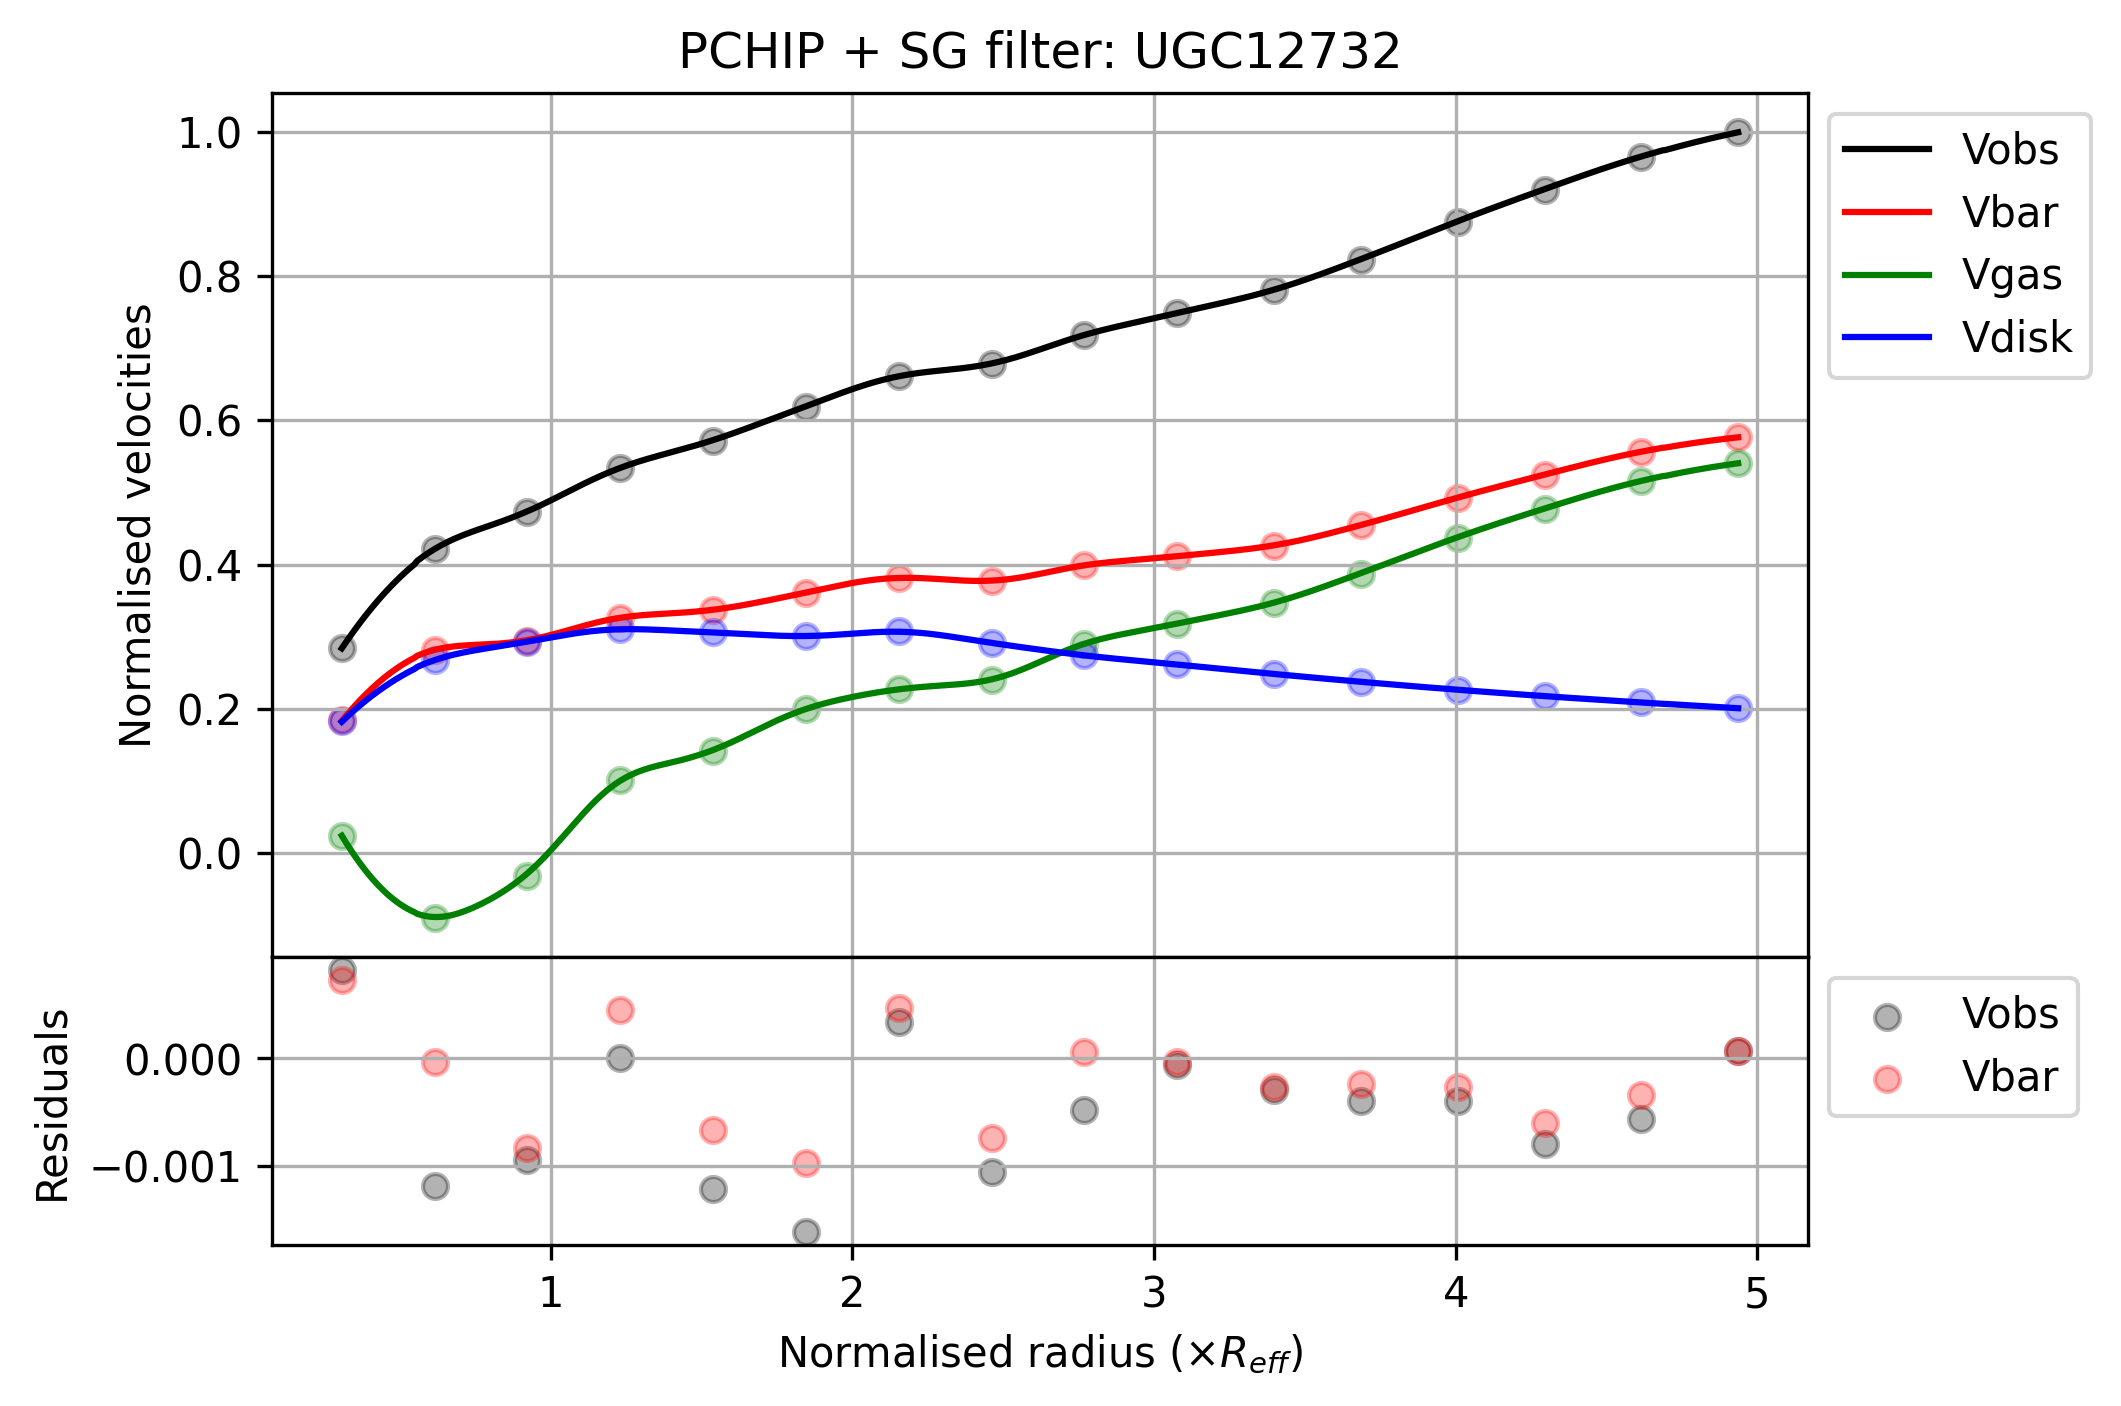 PCHIP + SG filter: UGC12732
Normalised velocities
1.0
0.8
0.6
0.4
0.2
0.0
Vobs
Vbar
Vgas
Vdisk
Residuals
0.000
−0.001
Vobs
Vbar
1 2 3 4 5
Normalised radius (×R_eff)